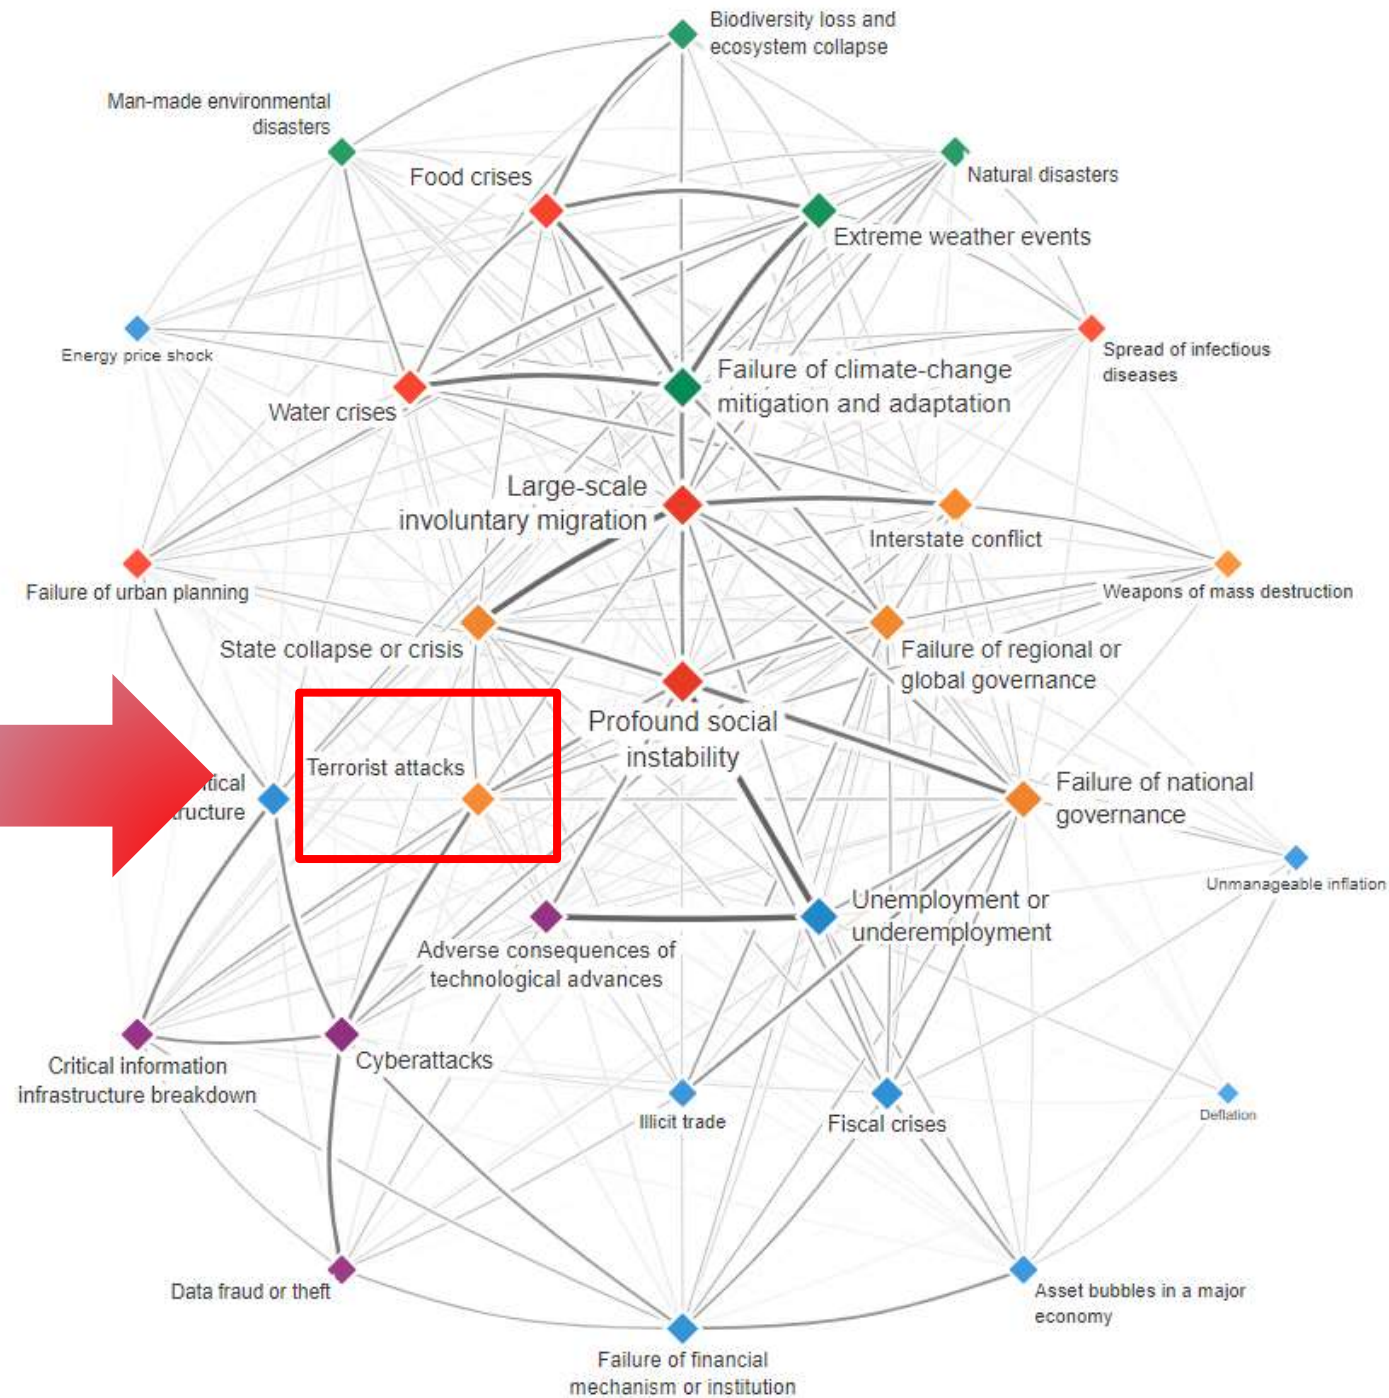 Biodiversity loss and
ecosystem collapse
Man-made environmental
disasters
Food crises
Natural disasters
Extreme weather events
Energy price shock
Spread of infectious
diseases
Failure of climate-change
mitigation and adaptation
Water crises
Large-scale
involuntary migration
Interstate conflict
Failure of urban planning
Weapons of mass destruction
State collapse or crisis
Failure of regional or
global governance
Profound social
instability
Terrorist attacks
Failure of national
governance
Unmanageable inflation
Unemployment or
underemployment
Adverse consequences of
technological advances
Critical information
infrastructure breakdown
Cyberattacks
Illicit trade
Fiscal crises
Deflation
Data fraud or theft
Asset bubbles in a major
economy
Failure of financial
mechanism or institution